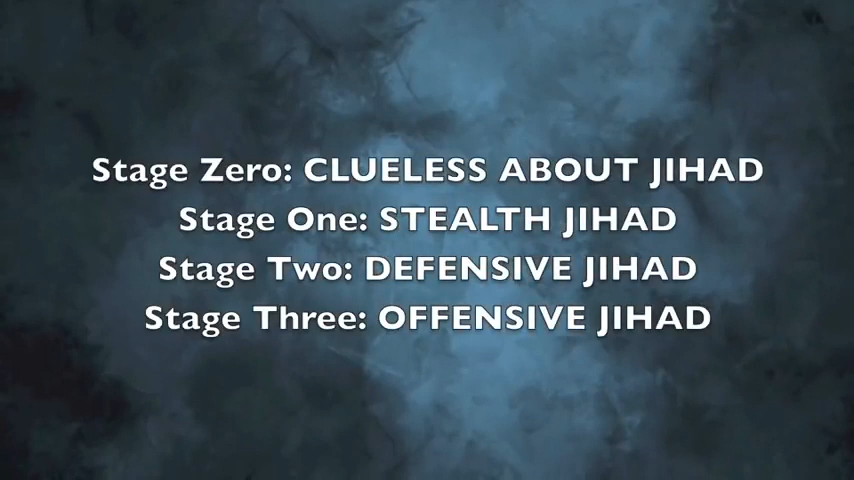 Stage Zero: CLUELESS ABOUT JIHAD
Stage One: STEALTH JIHAD
Stage Two: DEFENSIVE JIHAD
Stage Three: OFFENSIVE JIHAD